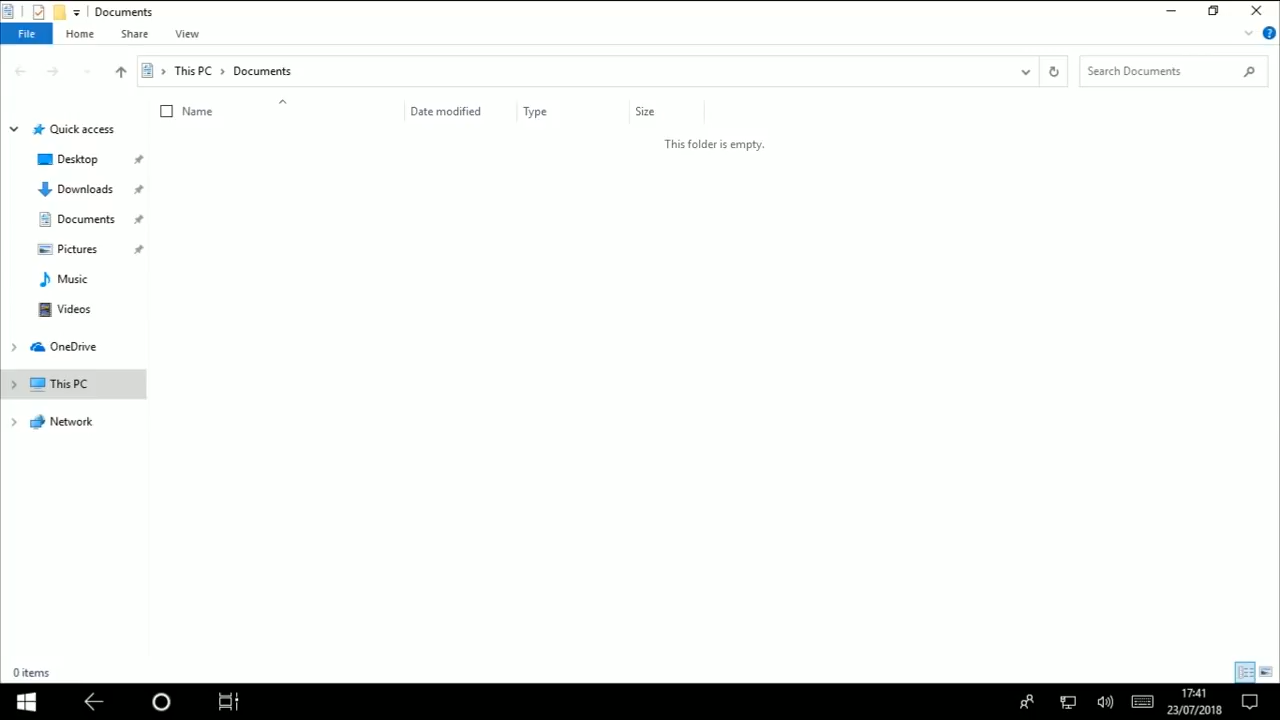 Documents
File Home Share View
This PC Documents
Search Documents
Name Date modified Type Size
This folder is empty.
Quick access
Desktop
Downloads
Documents
Pictures
Music
Videos
OneDrive
This PC
Network
0 items
17:41
23/07/2018